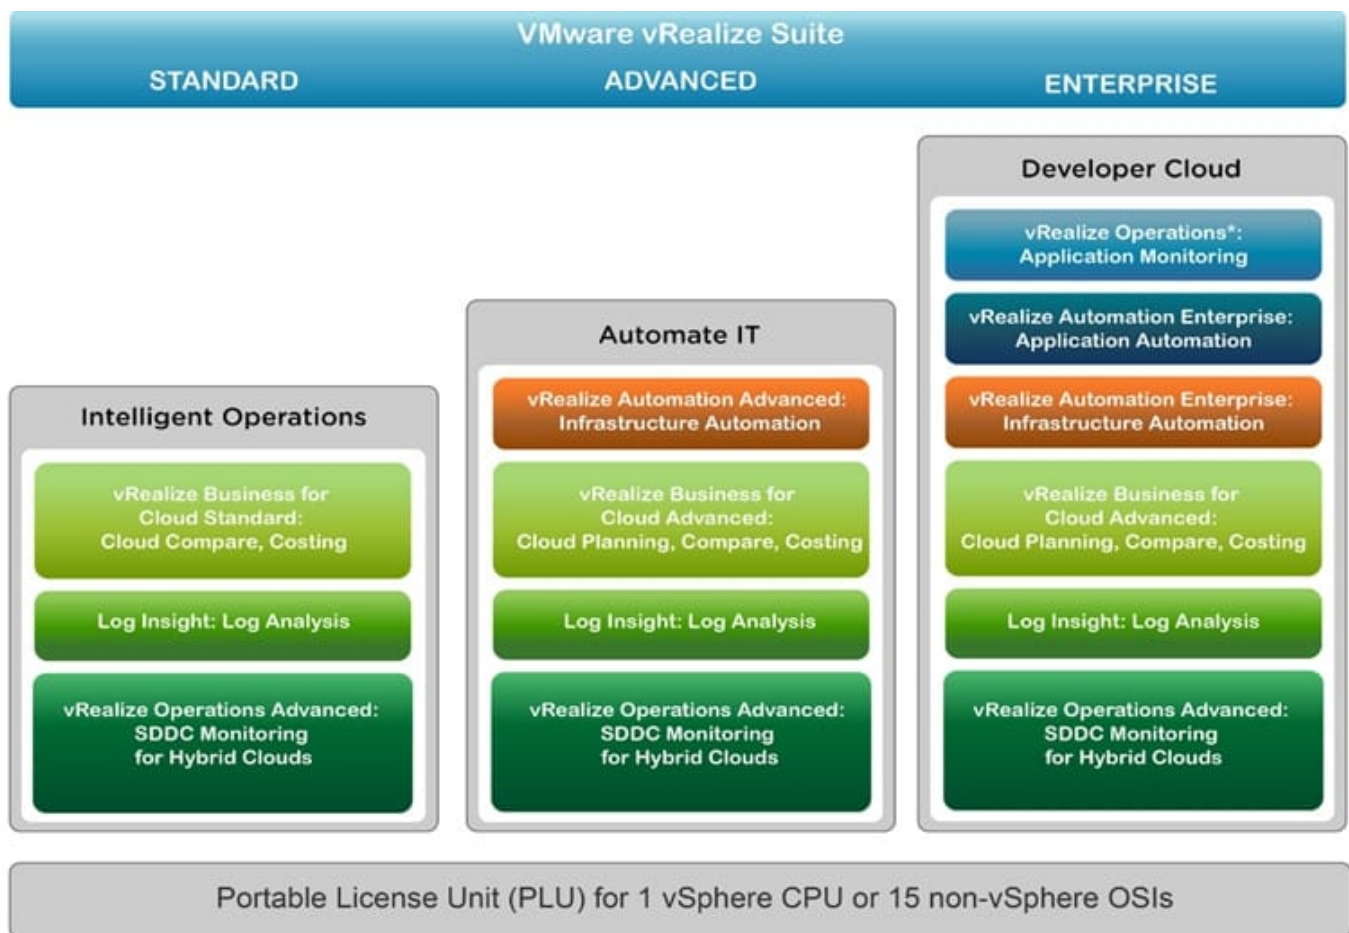 VMware vRealize Suite
STANDARD
ADVANCED
ENTERPRISE
Intelligent Operations
vRealize Business for
Cloud Standard:
Cloud Compare, Costing
Log Insight: Log Analysis
vRealize Operations Advanced:
SDDC Monitoring
for Hybrid Clouds
Automate IT
vRealize Automation Advanced:
Infrastructure Automation
vRealize Business for
Cloud Advanced:
Cloud Planning, Compare, Costing
Log Insight: Log Analysis
vRealize Operations Advanced:
SDDC Monitoring
for Hybrid Clouds
Developer Cloud
vRealize Operations*:
Application Monitoring
vRealize Automation Enterprise:
Application Automation
vRealize Automation Enterprise:
Infrastructure Automation
vRealize Business for
Cloud Advanced:
Cloud Planning, Compare, Costing
Log Insight: Log Analysis
vRealize Operations Advanced:
SDDC Monitoring
for Hybrid Clouds
Portable License Unit (PLU) for 1 vSphere CPU or 15 non-vSphere OSIs